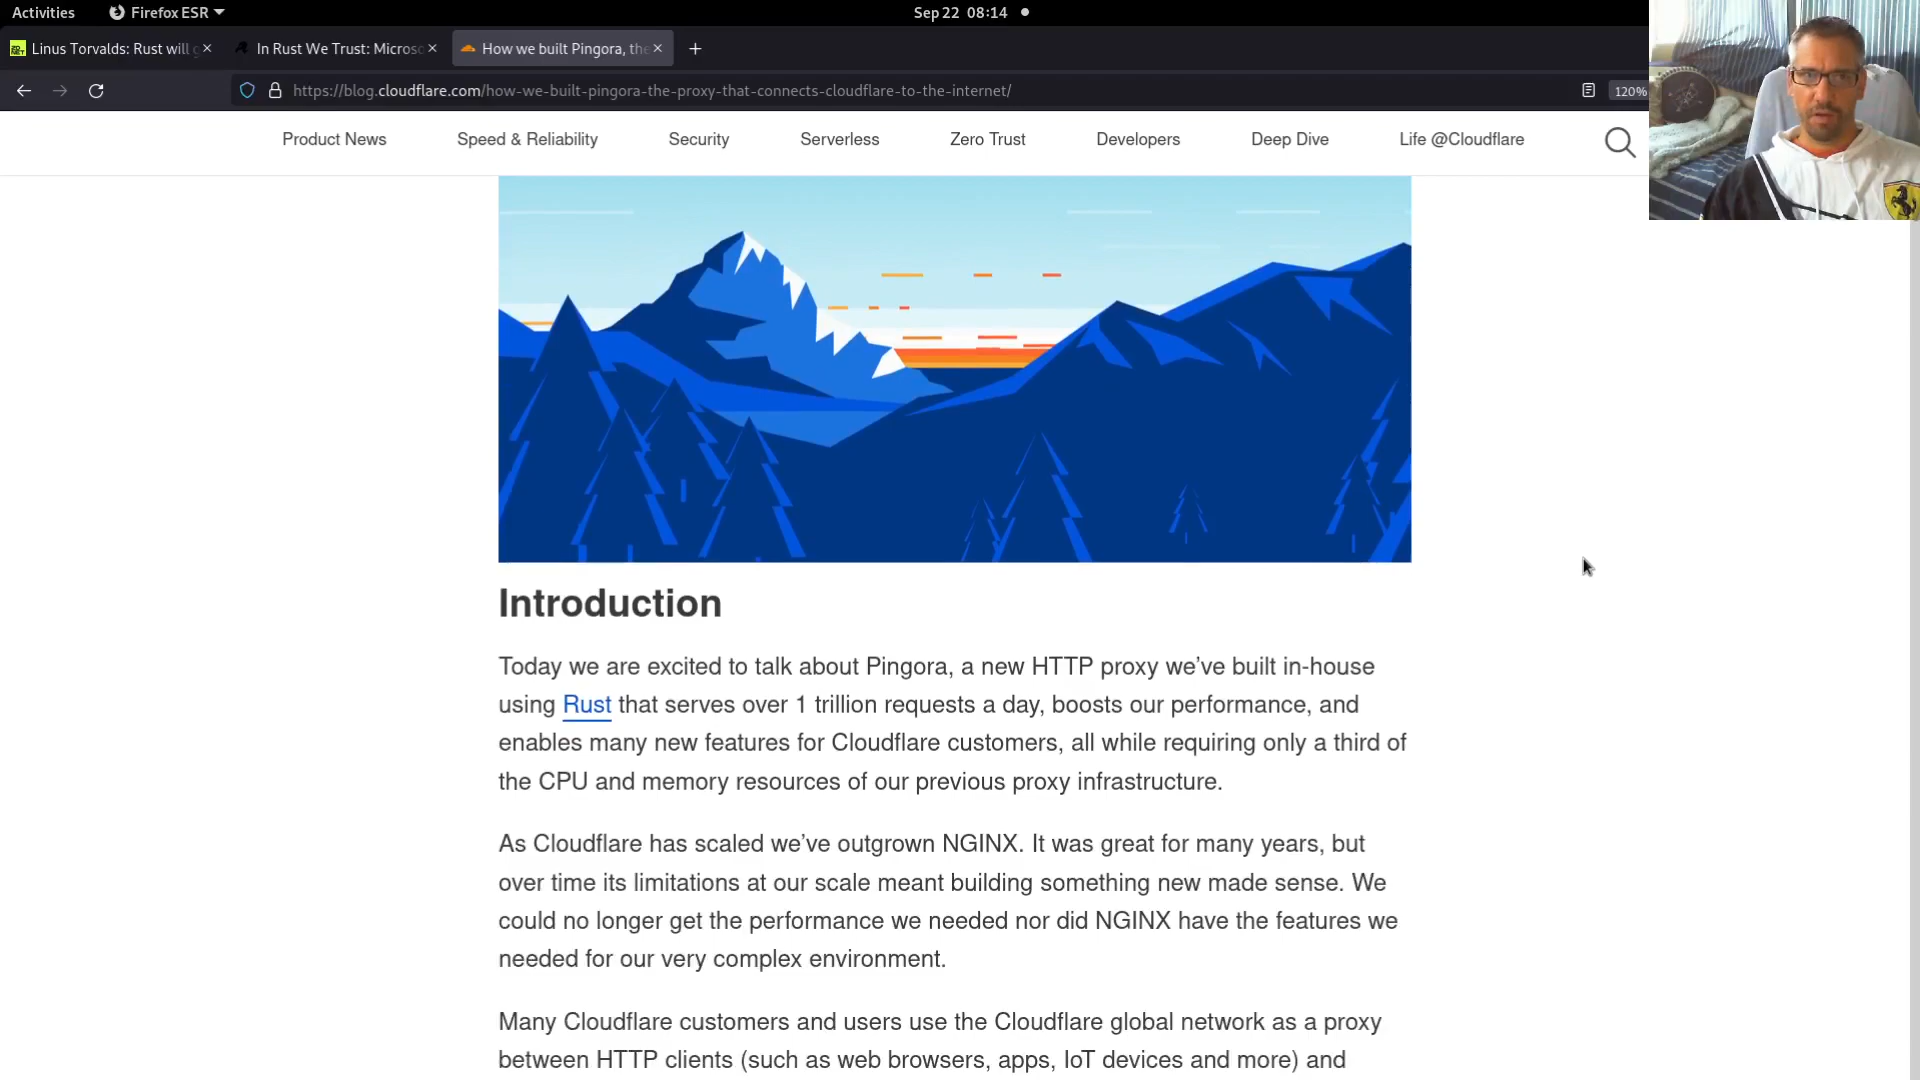 Activities
Firefox ESR
Sep 22 08:14
Linus Torvalds: Rust will
In Rust We Trust: Microso
How we built Pingora, the
https://blog.cloudflare.com/how-we-built-pingora-the-proxy-that-connects-cloudflare-to-the-internet/
120%
Product News
Speed & Reliability
Security
Serverless
Zero Trust
Developers
Deep Dive
Life @Cloudflare
Introduction
Today we are excited to talk about Pingora, a new HTTP proxy we’ve built in-house
using Rust that serves over 1 trillion requests a day, boosts our performance, and
enables many new features for Cloudflare customers, all while requiring only a third of
the CPU and memory resources of our previous proxy infrastructure.
As Cloudflare has scaled we’ve outgrown NGINX. It was great for many years, but
over time its limitations at our scale meant building something new made sense. We
could no longer get the performance we needed nor did NGINX have the features we
needed for our very complex environment.
Many Cloudflare customers and users use the Cloudflare global network as a proxy
between HTTP clients (such as web browsers, apps, IoT devices and more) and